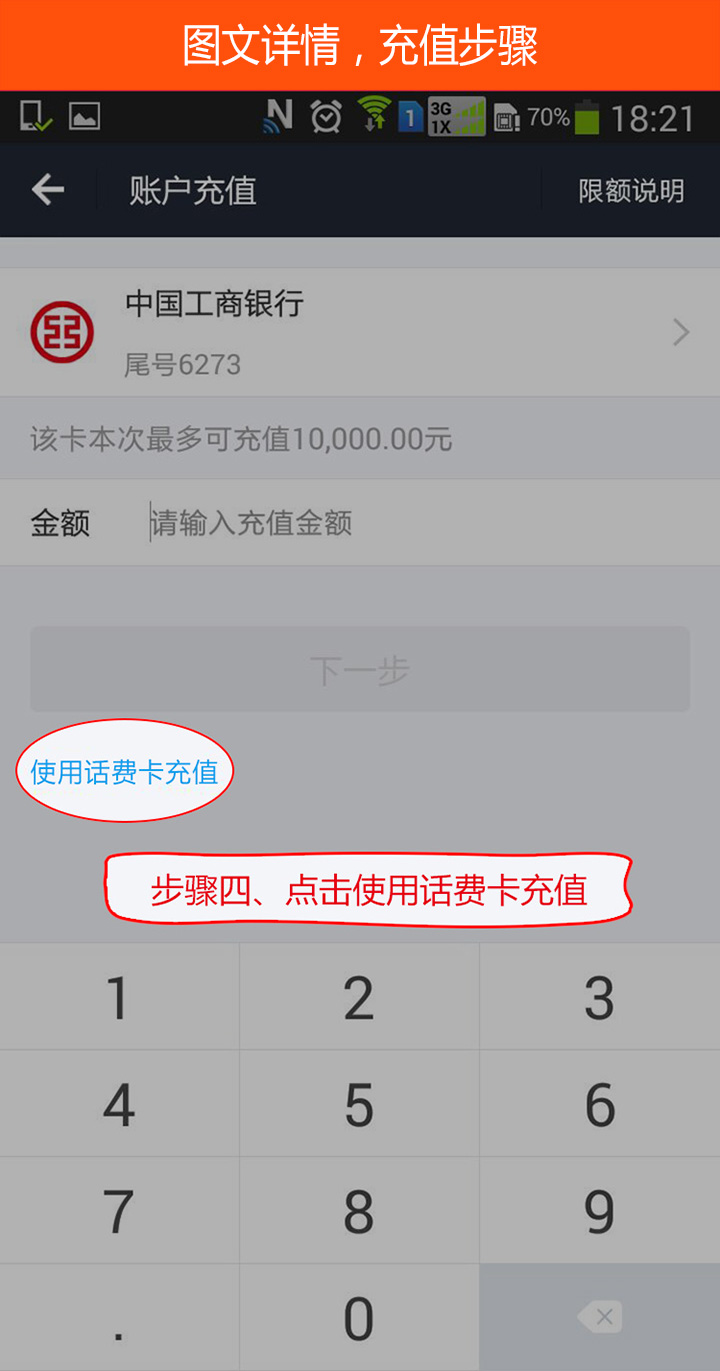 图文详情，充值步骤
N 1 3G 1X 70% 18:21
账户充值 限额说明
中国工商银行
尾号6273
该卡本次最多可充值10,000.00元
金额 请输入充值金额
下一步
使用话费卡充值
步骤四、点击使用话费卡充值
1 2 3
4 5 6
7 8 9
. 0